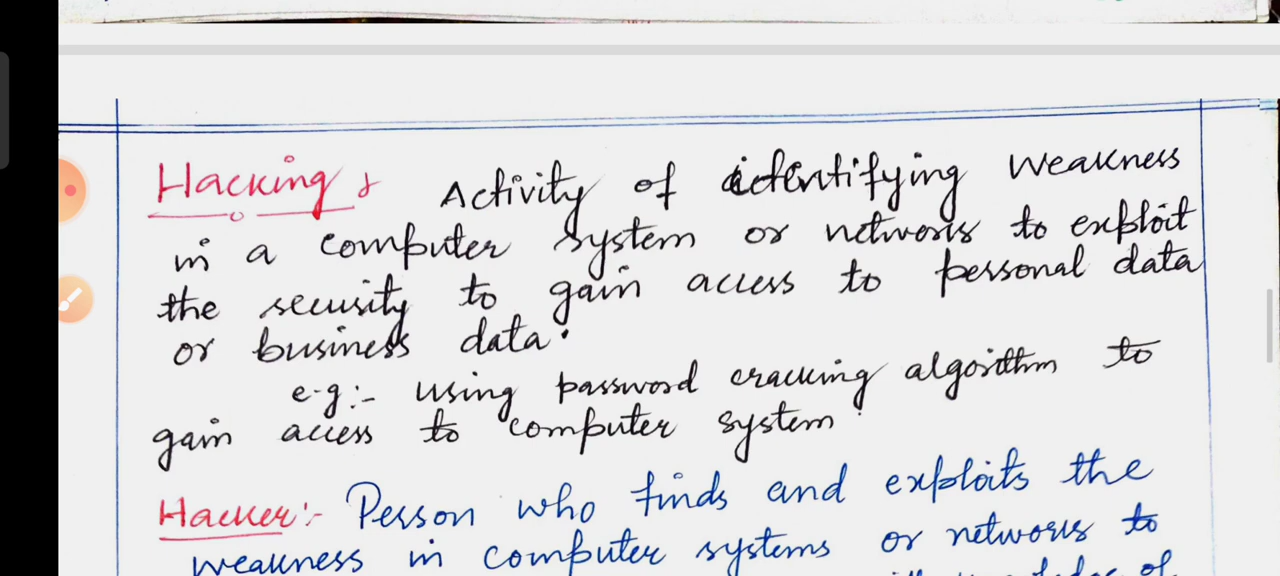 Hacking :
Activity of identifying weakness
in a computer system or networks to exploit
the security to gain access to personal data
or business data.
e.g:- using password cracking algorithm to
gain access to computer system.
Hacker:- Person who finds and exploits the
weakness in computer systems or networks to
of